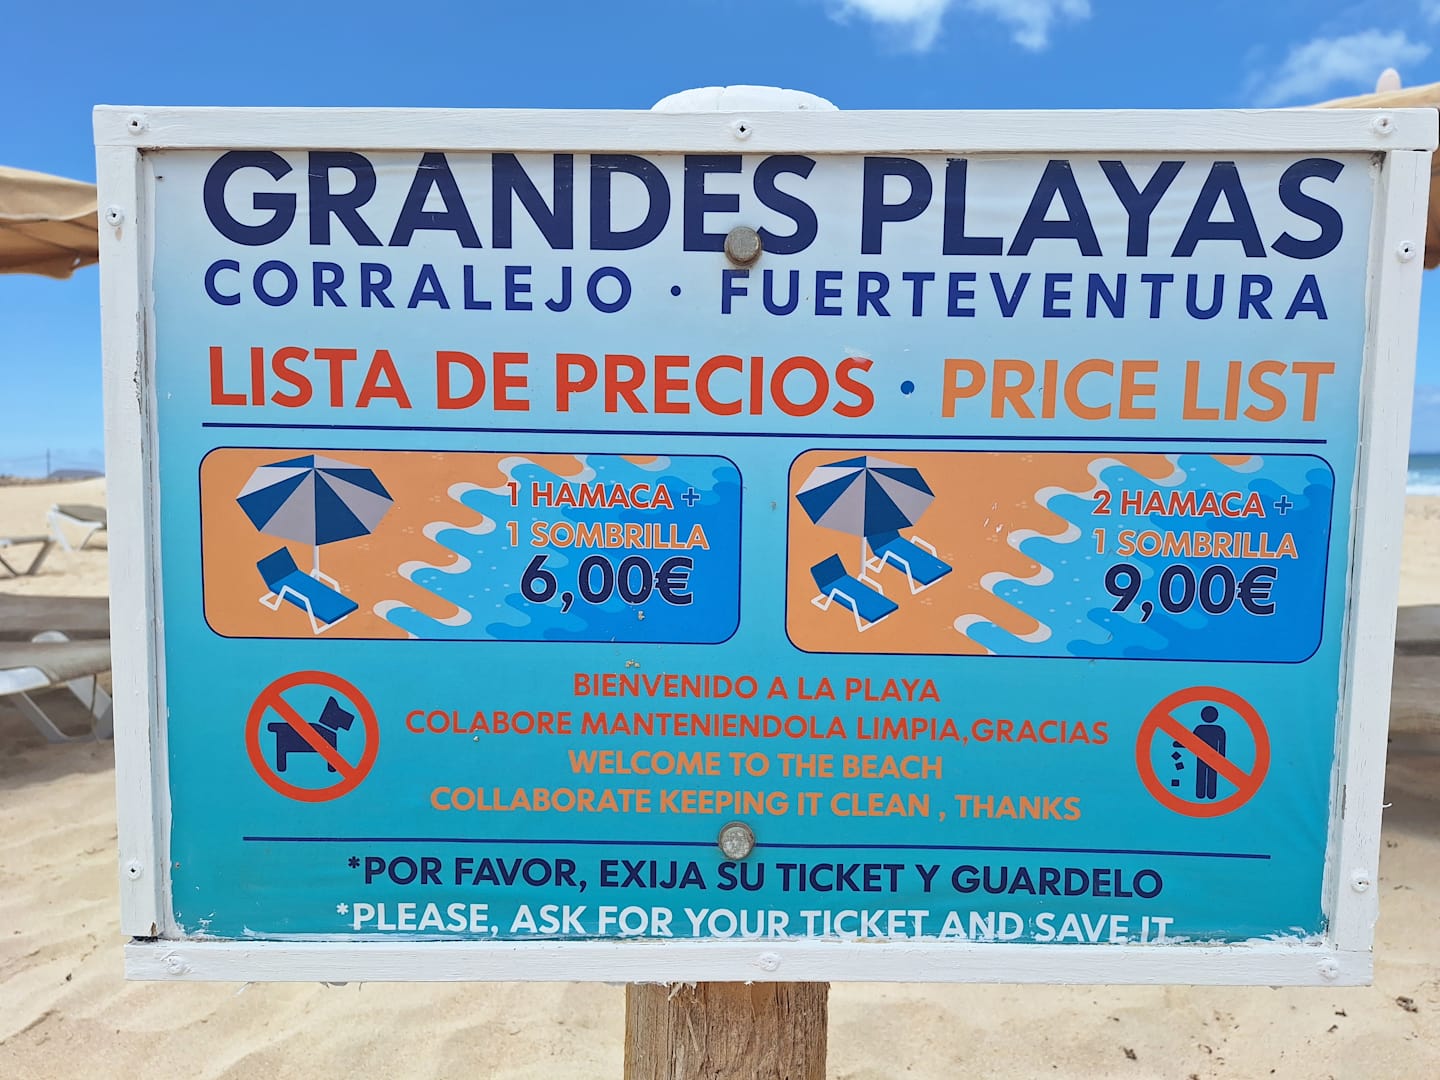 GRANDES PLAYAS
CORRALEJO · FUERTEVENTURA
LISTA DE PRECIOS · PRICE LIST
1 HAMACA +
1 SOMBRILLA
6,00€
2 HAMACA +
1 SOMBRILLA
9,00€
BIENVENIDO A LA PLAYA
COLABORE MANTENIENDOLA LIMPIA,GRACIAS
WELCOME TO THE BEACH
COLLABORATE KEEPING IT CLEAN , THANKS
*POR FAVOR, EXIJA SU TICKET Y GUARDELO
*PLEASE, ASK FOR YOUR TICKET AND SAVE IT